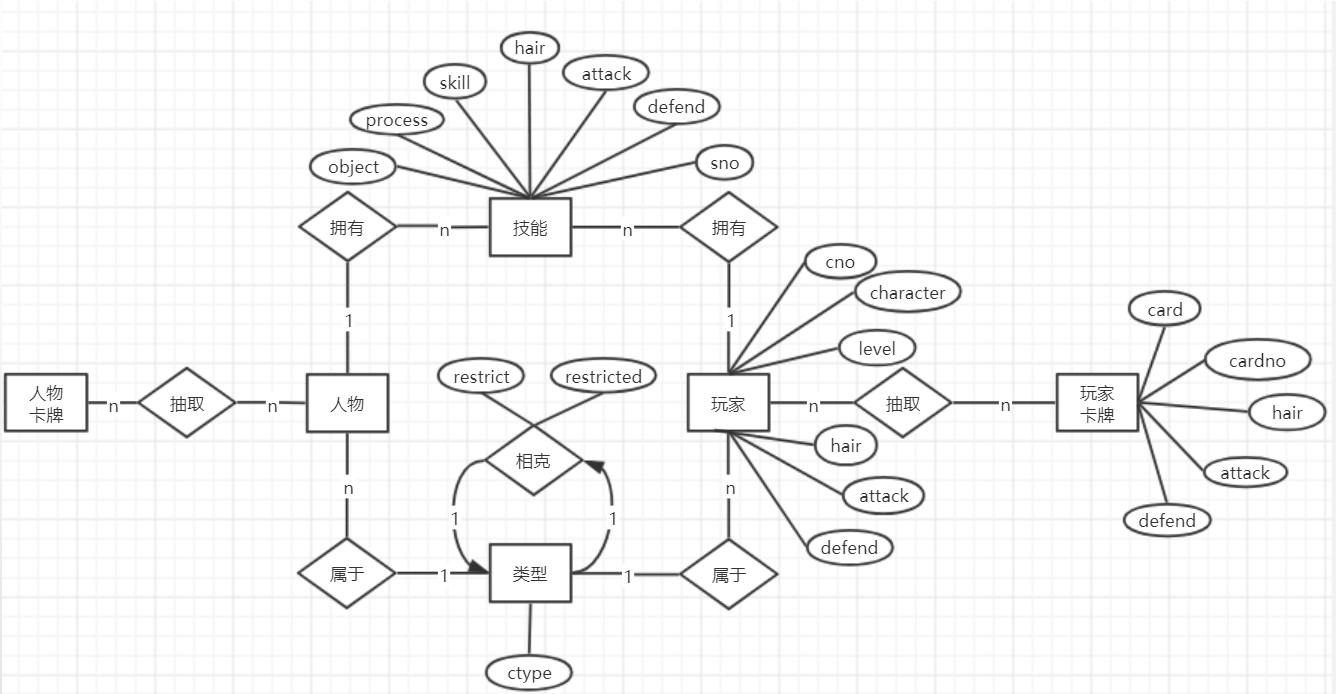 hair
skill
attack
process
defend
object
sno
拥有
n
技能
n
拥有
cno
character
card
1
1
level
cardno
restrict
restricted
人物
卡牌
n
抽取
n
人物
玩家
n
抽取
n
玩家
卡牌
hair
hair
相克
attack
attack
n
n
1
1
defend
defend
属于
1
类型
1
属于
ctype